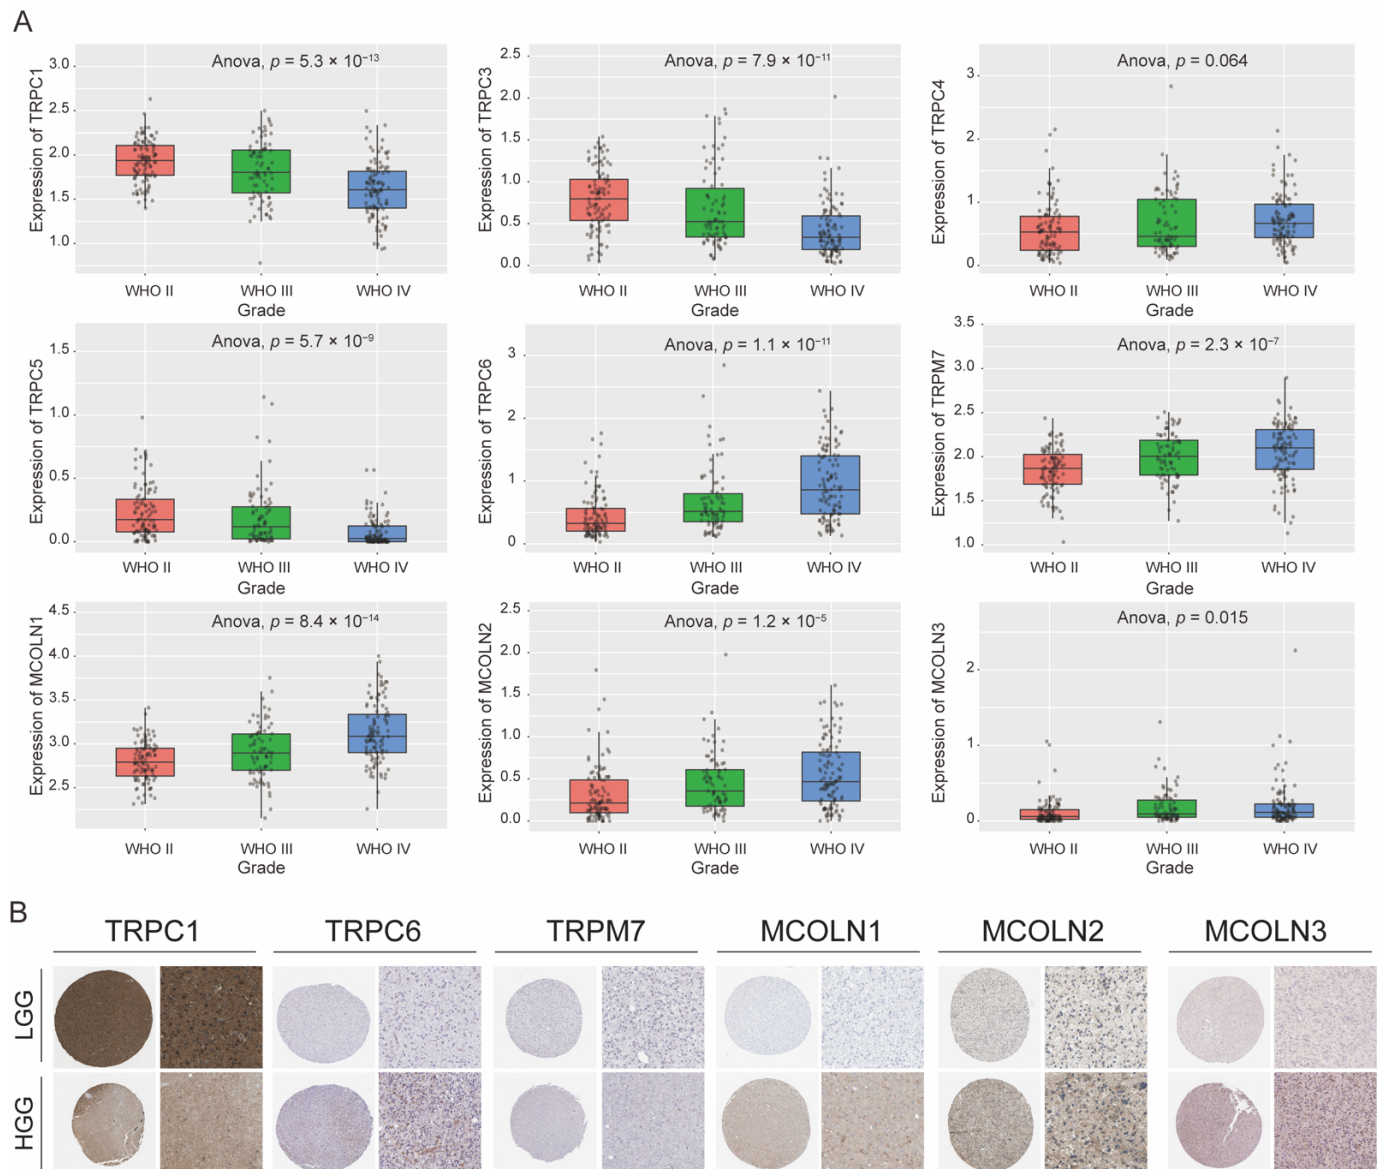 A
Anova, p = 5.3 × 10⁻¹³
Expression of TRPC1
3.0
2.5
2.0
1.5
1.0
WHO II
WHO III
WHO IV
Grade
Anova, p = 7.9 × 10⁻¹¹
Expression of TRPC3
2.5
2.0
1.5
1.0
0.5
0.0
WHO II
WHO III
WHO IV
Grade
Anova, p = 0.064
Expression of TRPC4
3
2
1
0
WHO II
WHO III
WHO IV
Grade
Anova, p = 5.7 × 10⁻⁹
Expression of TRPC5
1.5
1.0
0.5
0.0
WHO II
WHO III
WHO IV
Grade
Anova, p = 1.1 × 10⁻¹¹
Expression of TRPC6
3
2
1
0
WHO II
WHO III
WHO IV
Grade
Anova, p = 2.3 × 10⁻⁷
Expression of TRPM7
3.5
3.0
2.5
2.0
1.5
1.0
WHO II
WHO III
WHO IV
Grade
Anova, p = 8.4 × 10⁻¹⁴
Expression of MCOLN1
4.5
4.0
3.5
3.0
2.5
WHO II
WHO III
WHO IV
Grade
Anova, p = 1.2 × 10⁻⁵
Expression of MCOLN2
2.5
2.0
1.5
1.0
0.5
0.0
WHO II
WHO III
WHO IV
Grade
Anova, p = 0.015
Expression of MCOLN3
2
1
0
WHO II
WHO III
WHO IV
Grade
B
TRPC1
TRPC6
TRPM7
MCOLN1
MCOLN2
MCOLN3
LGG
HGG